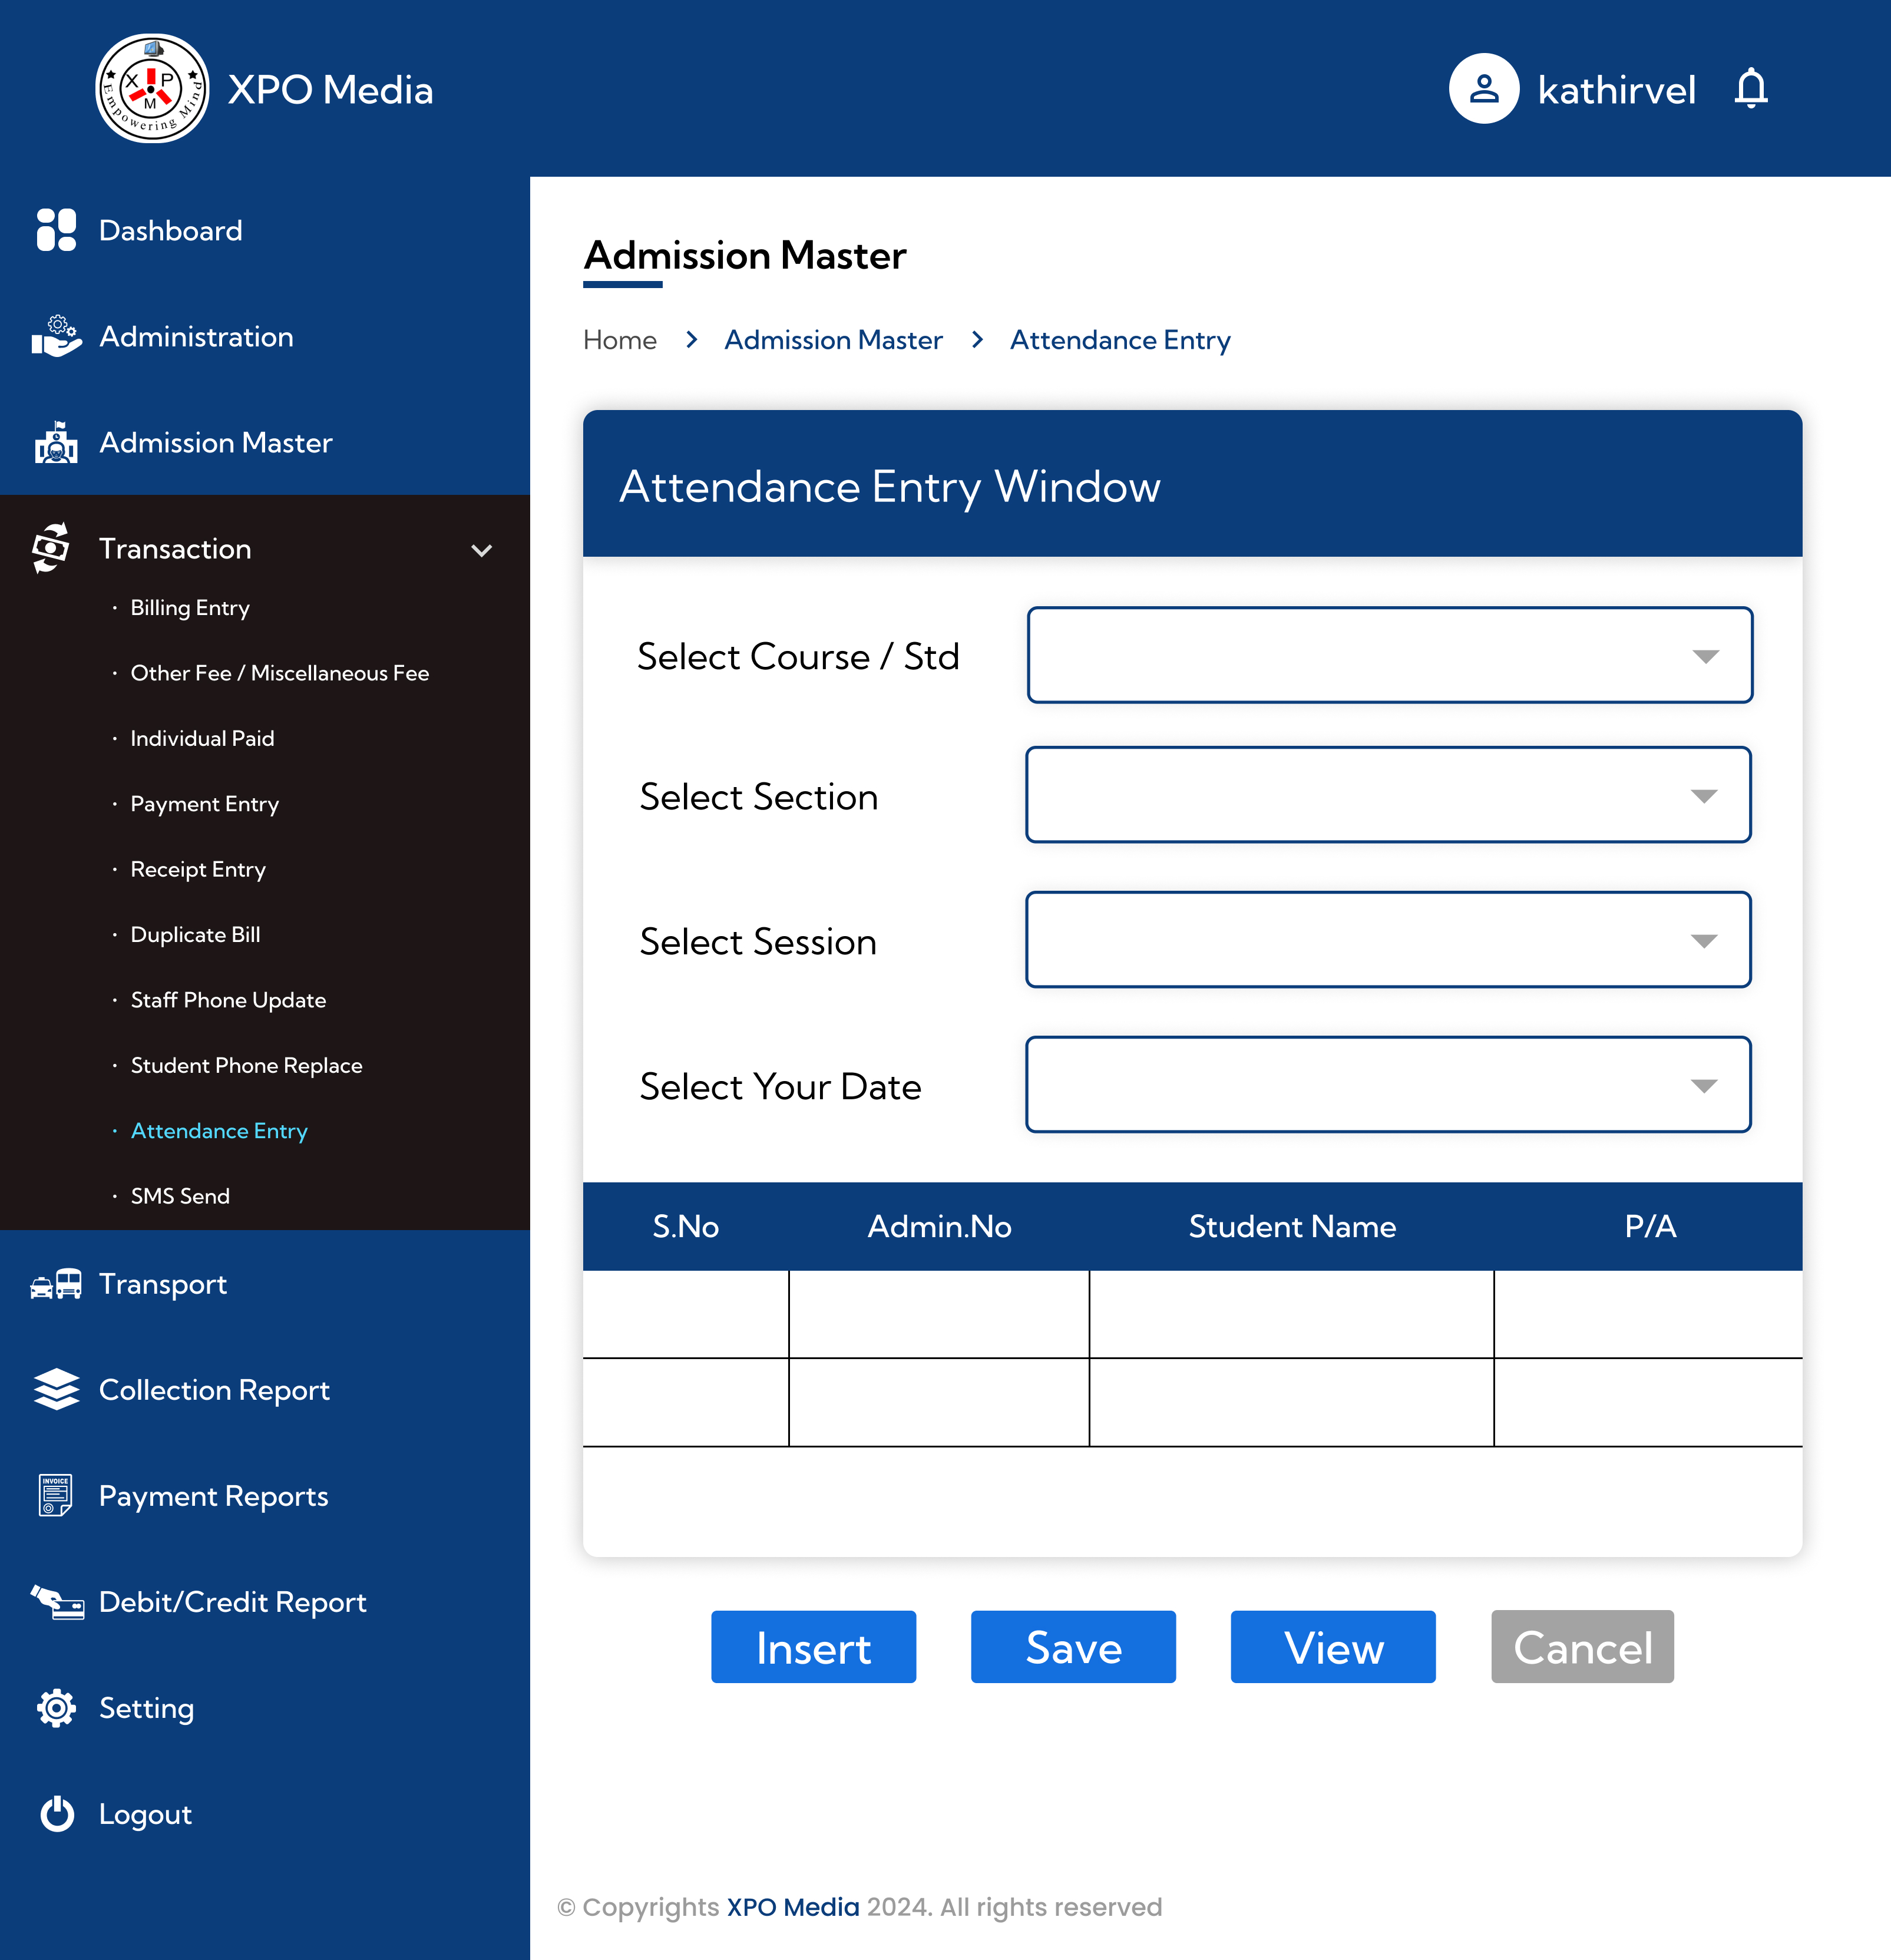 X P
M
Empowering Mind
XPO Media
kathirvel
Dashboard
Administration
Admission Master
Transaction
· Billing Entry
· Other Fee / Miscellaneous Fee
· Individual Paid
· Payment Entry
· Receipt Entry
· Duplicate Bill
· Staff Phone Update
· Student Phone Replace
· Attendance Entry
· SMS Send
Transport
Collection Report
INVOICE
Payment Reports
Debit/Credit Report
Setting
Logout
Admission Master
Home > Admission Master > Attendance Entry
Attendance Entry Window
Select Course / Std
Select Section
Select Session
Select Your Date
S.No Admin.No Student Name P/A
Insert Save View Cancel
© Copyrights XPO Media 2024. All rights reserved